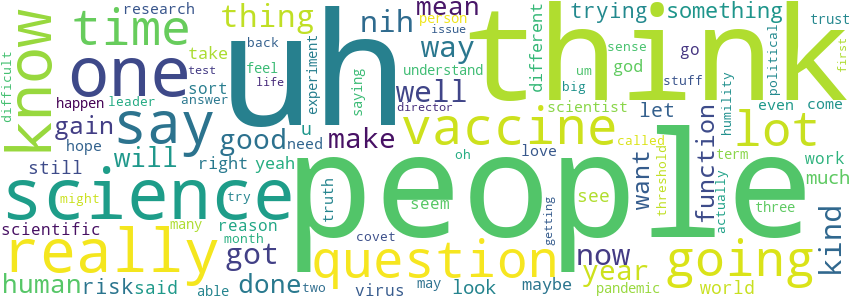 research thing mean trying something
time nih person think
difficult know one back uh way different political trust
take issue sense go god first
test feel life experiment saying understand um stuff
happen leader sort well big humility even come
say answer director scientist let
gain hope good u need make vaccine lot
still will right yeah oh called term work
science people truth love want function actually much
might try seem see threshold three
scientific many reason getting kind
really month got covet question now going
human risk said done able two virus may look maybe year pandemic world